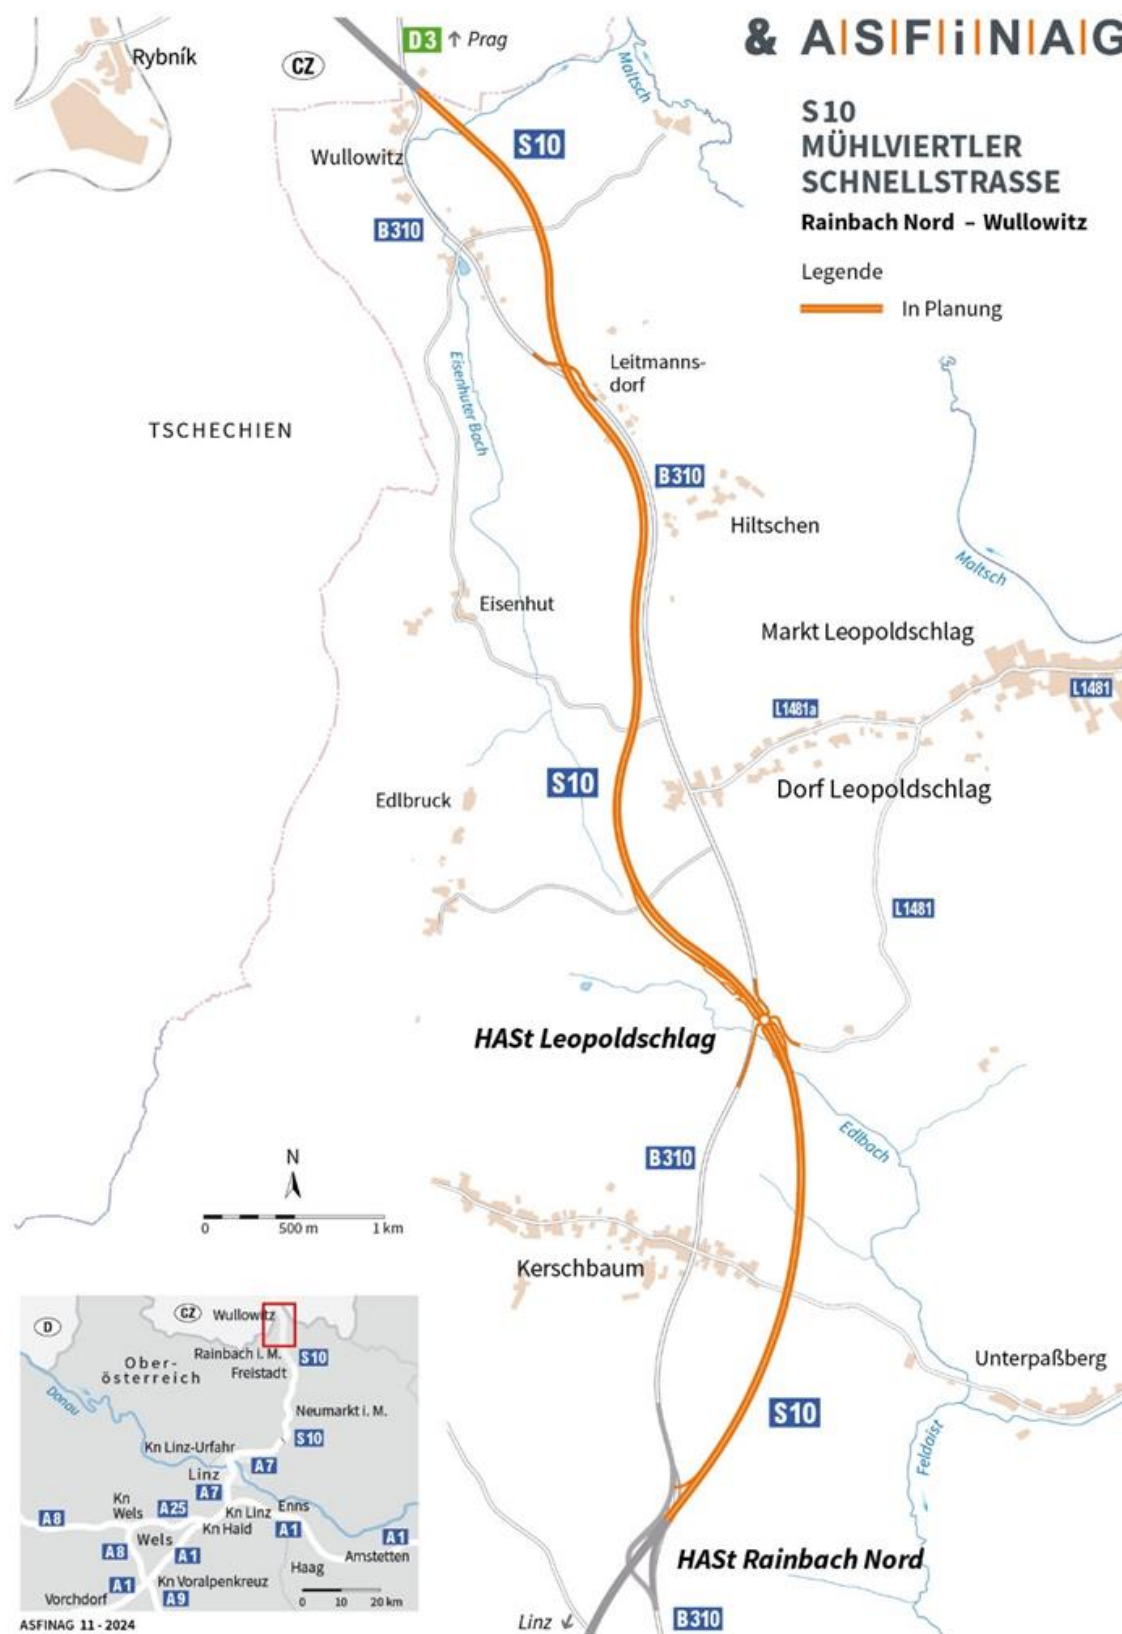 & A|S|F|i|N|A|G
S 10
MÜHLVIERTLER
SCHNELLSTRASSE
Rainbach Nord – Wullowitz
Legende
In Planung
Rybník
CZ
D3 ↑ Prag
Maltsch
S10
Wullowitz
B310
Leitmanns-
dorf
Eisenhuter Bach
TSCHECHIEN
B310
Hiltschen
Maltsch
Eisenhut
Markt Leopoldschlag
L1481
L1481a
S10
Dorf Leopoldschlag
Edlbruck
L1481
HASt Leopoldschlag
Edlbach
B310
N
0 500 m 1 km
Kerschbaum
Unterpaßberg
S10
Feldaist
HASt Rainbach Nord
Linz ↙
B310
D
CZ
Wullowitz
Rainbach i. M.
S10
Freistadt
Ober-
österreich
Donau
Neumarkt i. M.
S10
Kn Linz-Urfahr
A7
Linz
A7
Kn
Wels
A25
Kn Linz
Enns
A8
Kn Haid
A1
A1
Wels
A8
A1
Amstetten
Haag
Kn Voralpenkreuz
A1
Vorchdorf
A9
0 10 20 km
ASFINAG 11 - 2024